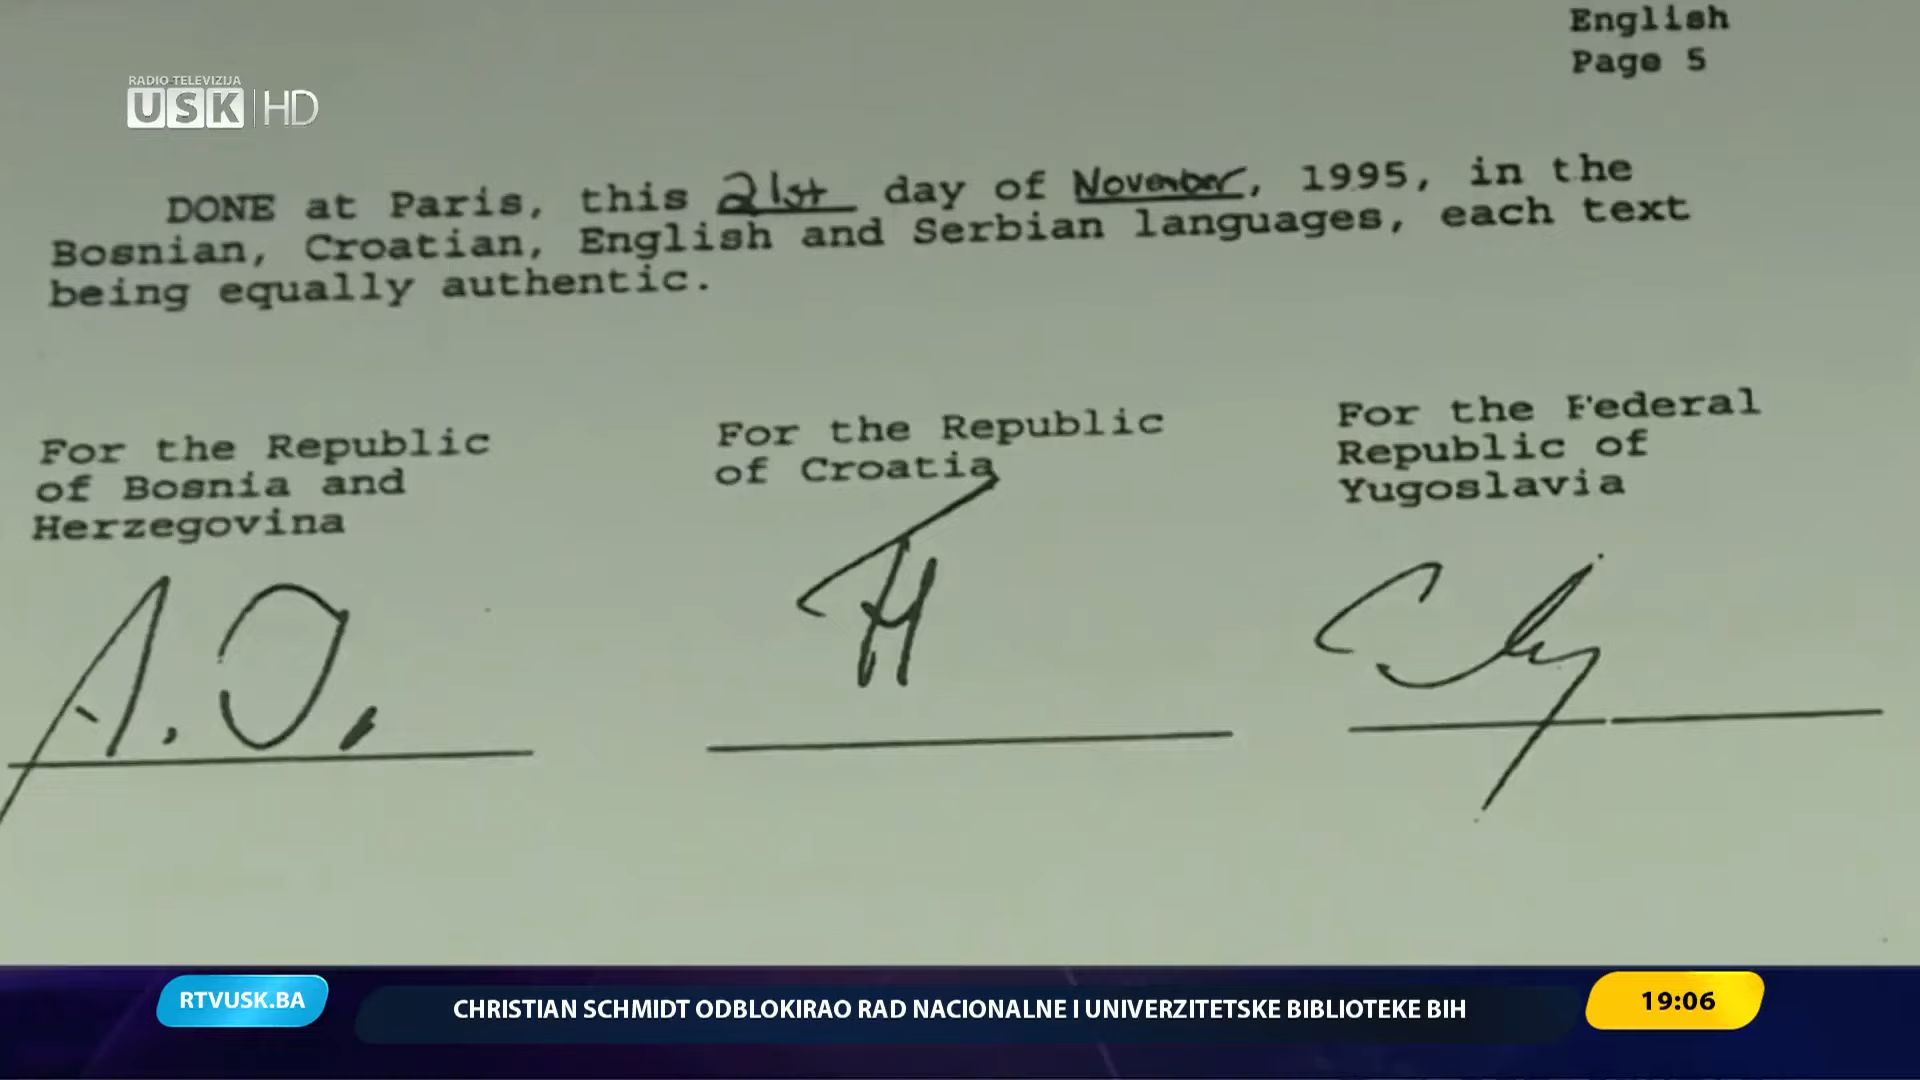 English
Page 5
RADIO TELEVIZIJA
USK HD
DONE at Paris, this 21st day of November, 1995, in the
Bosnian, Croatian, English and Serbian languages, each text
being equally authentic.
For the Republic
of Bosnia and
Herzegovina
For the Republic
of Croatia
For the Federal
Republic of
Yugoslavia
A. O.
RTVUSK.BA
CHRISTIAN SCHMIDT ODBLOKIRAO RAD NACIONALNE I UNIVERZITETSKE BIBLIOTEKE BIH
19:06